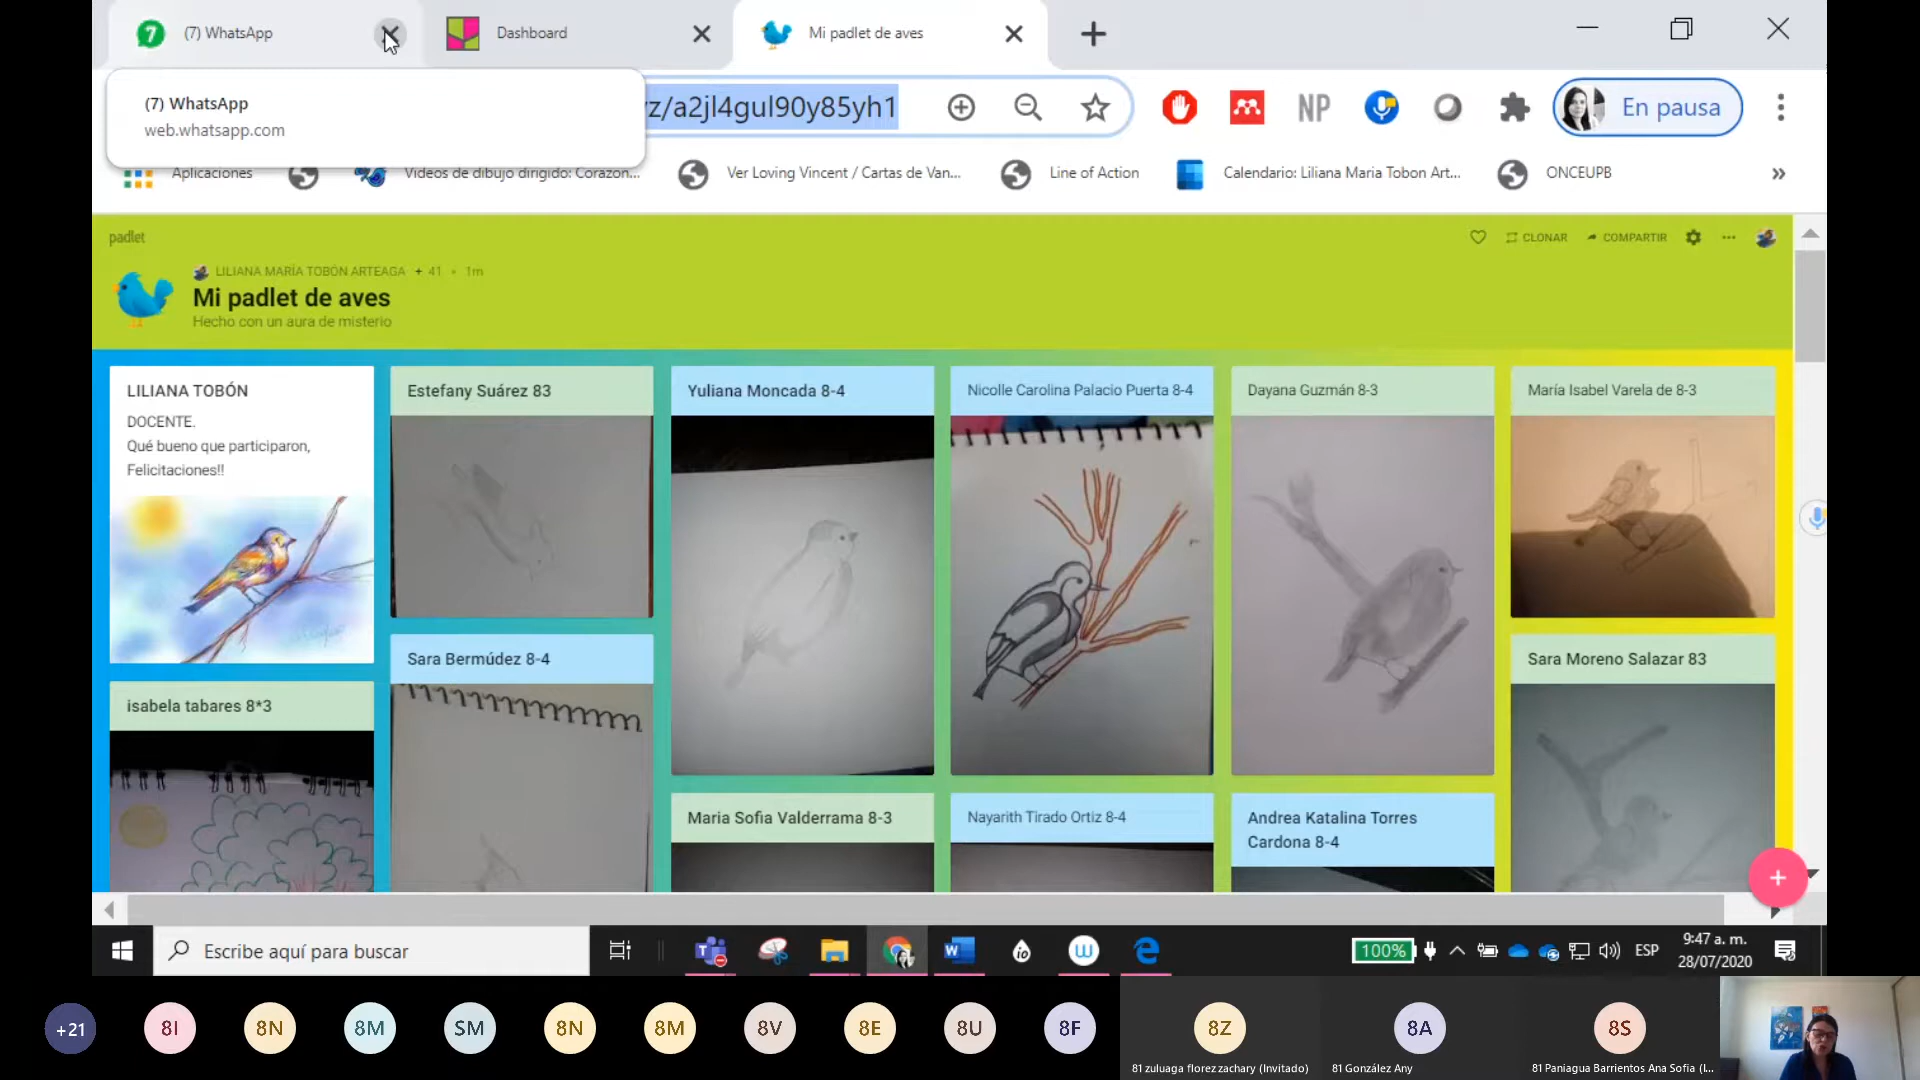 7 (7) WhatsApp
Dashboard
Mi padlet de aves
(7) WhatsApp
web.whatsapp.com
z/a2jl4gul90y85yh1
NP
En pausa
Aplicaciones
Videos de dibujo dirigido: Corazon...
Ver Loving Vincent / Cartas de Van...
Line of Action
Calendario: Liliana Maria Tobon Art...
ONCEUPB
»
padlet
CLONAR
COMPARTIR
LILIANA MARÍA TOBÓN ARTEAGA + 41 • 1m
Mi padlet de aves
Hecho con un aura de misterio
LILIANA TOBÓN
DOCENTE.
Qué bueno que participaron,
Felicitaciones!!
isabela tabares 8*3
Estefany Suárez 83
Sara Bermúdez 8-4
Yuliana Moncada 8-4
Maria Sofia Valderrama 8-3
Nicolle Carolina Palacio Puerta 8-4
Nayarith Tirado Ortiz 8-4
Dayana Guzmán 8-3
Andrea Katalina Torres
Cardona 8-4
María Isabel Varela de 8-3
Sara Moreno Salazar 83
Escribe aquí para buscar
100%
ESP
9:47 a. m.
28/07/2020
+21
8I
8N
8M
SM
8N
8M
8V
8E
8U
8F
8Z
81 zuluaga florez zachary (Invitado)
8A
81 González Any
8S
81 Paniagua Barrientos Ana Sofia (I...